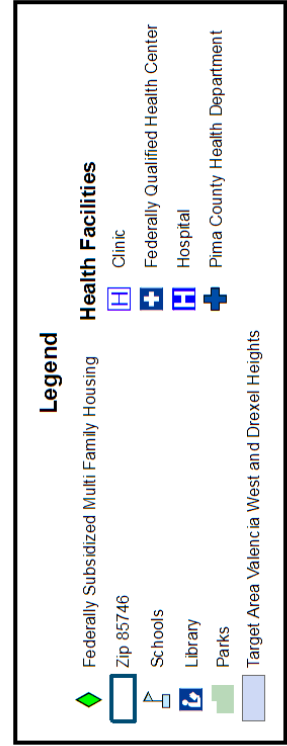 Legend
Federally Subsidized Multi Family Housing
Zip 85746
Schools
Library
Parks
Target Area Valencia West and Drexel Heights
Health Facilities
H Clinic
Federally Qualified Health Center
H Hospital
Pima County Health Department